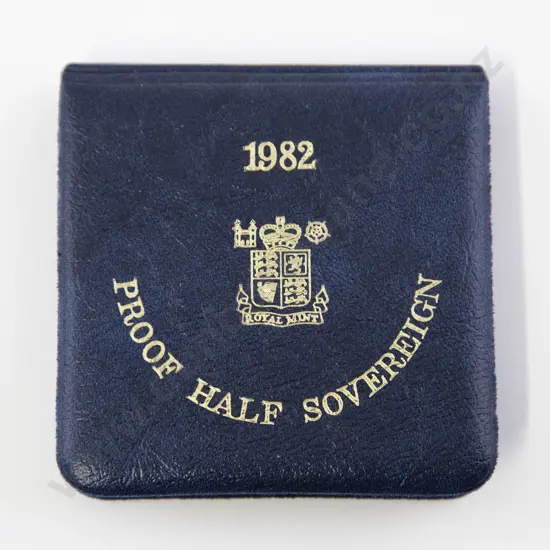 1982
ROYAL MINT
PROOF HALF SOVEREIGN